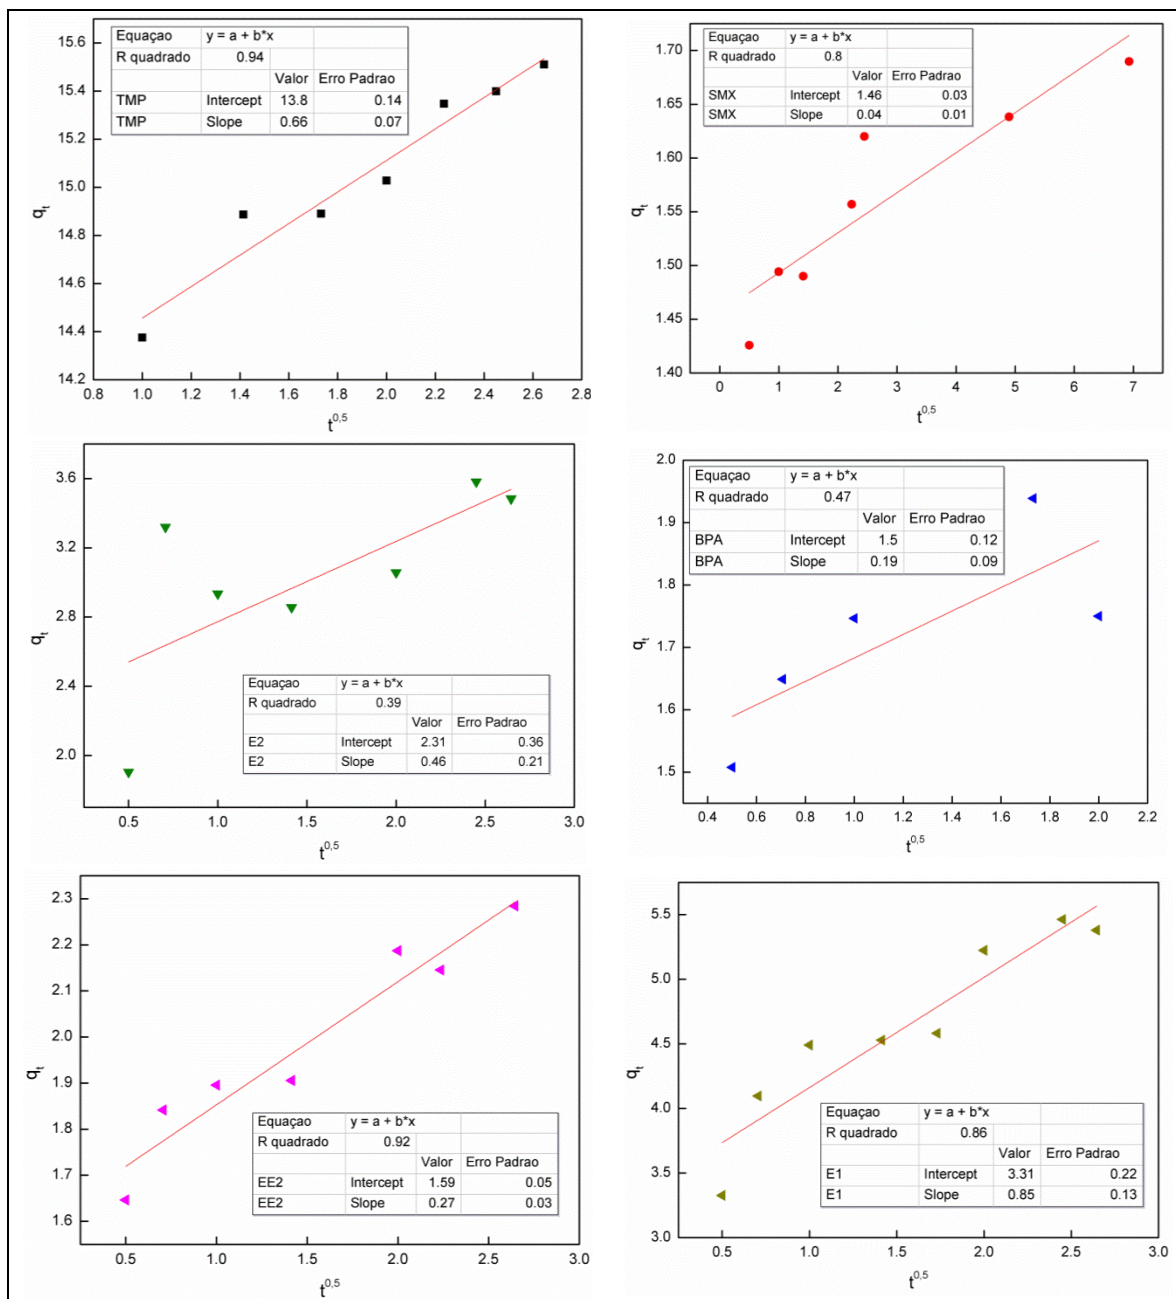 Equaçao y = a + b*x
R quadrado 0.94
Valor Erro Padrao
TMP Intercept 13.8 0.14
TMP Slope 0.66 0.07
15.6
15.4
15.2
15.0
14.8
14.6
14.4
14.2
qt
0.8 1.0 1.2 1.4 1.6 1.8 2.0 2.2 2.4 2.6 2.8
t0,5
Equaçao y = a + b*x
R quadrado 0.8
Valor Erro Padrao
SMX Intercept 1.46 0.03
SMX Slope 0.04 0.01
1.70
1.65
1.60
1.55
1.50
1.45
1.40
qt
0 1 2 3 4 5 6 7
t0,5
3.6
3.2
2.8
2.4
2.0
qt
Equaçao y = a + b*x
R quadrado 0.39
Valor Erro Padrao
E2 Intercept 2.31 0.36
E2 Slope 0.46 0.21
0.5 1.0 1.5 2.0 2.5 3.0
t0,5
2.0
1.9
1.8
1.7
1.6
1.5
qt
Equaçao y = a + b*x
R quadrado 0.47
Valor Erro Padrao
BPA Intercept 1.5 0.12
BPA Slope 0.19 0.09
0.4 0.6 0.8 1.0 1.2 1.4 1.6 1.8 2.0 2.2
t0,5
2.3
2.2
2.1
2.0
1.9
1.8
1.7
1.6
qt
Equaçao y = a + b*x
R quadrado 0.92
Valor Erro Padrao
EE2 Intercept 1.59 0.05
EE2 Slope 0.27 0.03
0.5 1.0 1.5 2.0 2.5 3.0
t0,5
5.5
5.0
4.5
4.0
3.5
3.0
qt
Equaçao y = a + b*x
R quadrado 0.86
Valor Erro Padrao
E1 Intercept 3.31 0.22
E1 Slope 0.85 0.13
0.5 1.0 1.5 2.0 2.5 3.0
t0,5